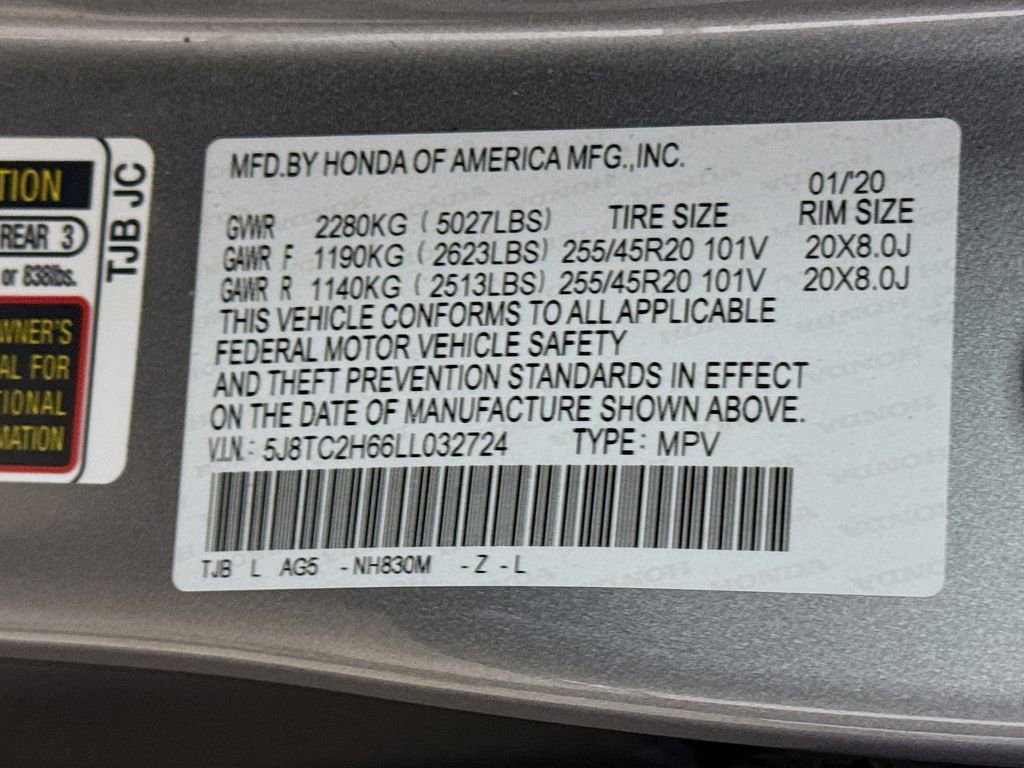 TION
REAR 3
or 838lbs.
WNER'S
AL FOR
TIONAL
MATION
TJB JC
MFD.BY HONDA OF AMERICA MFG.,INC.
01/'20
GVWR 2280KG (5027LBS) TIRE SIZE RIM SIZE
GAWR F 1190KG (2623LBS) 255/45R20 101V 20X8.0J
GAWR R 1140KG (2513LBS) 255/45R20 101V 20X8.0J
THIS VEHICLE CONFORMS TO ALL APPLICABLE
FEDERAL MOTOR VEHICLE SAFETY
AND THEFT PREVENTION STANDARDS IN EFFECT
ON THE DATE OF MANUFACTURE SHOWN ABOVE.
V.I.N.: 5J8TC2H66LL032724 TYPE: MPV
TJB L AG5 -NH830M -Z -L